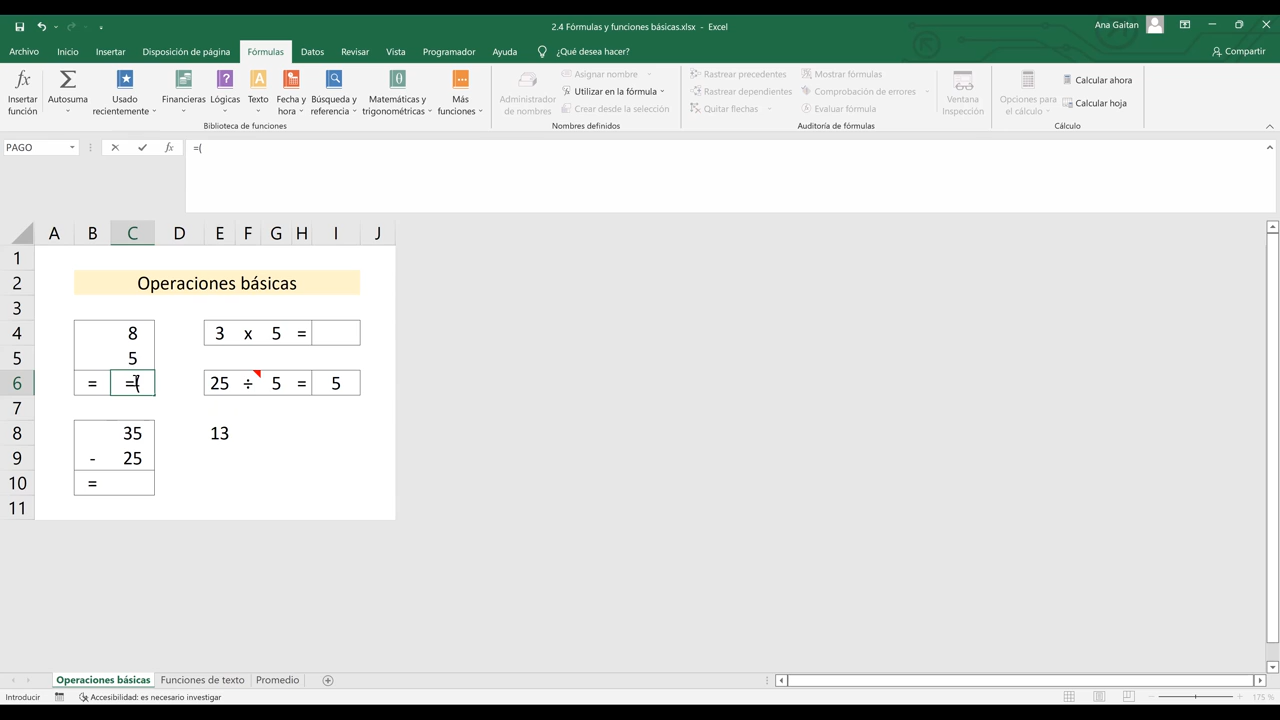 2.4 Fórmulas y funciones básicas.xlsx - Excel
Ana Gaitan
Archivo Inicio Insertar Disposición de página Fórmulas Datos Revisar Vista Programador Ayuda ¿Qué desea hacer? Compartir
Insertar función
Autosuma
Usado recientemente
Financieras
Lógicas
Texto
Fecha y hora
Búsqueda y referencia
Matemáticas y trigonométricas
Más funciones
Biblioteca de funciones
Administrador de nombres
Asignar nombre
Utilizar en la fórmula
Crear desde la selección
Nombres definidos
Rastrear precedentes
Rastrear dependientes
Quitar flechas
Mostrar fórmulas
Comprobación de errores
Evaluar fórmula
Auditoría de fórmulas
Ventana Inspección
Opciones para el cálculo
Calcular ahora
Calcular hoja
Cálculo
PAGO fx =(
A B C D E F G H I J
1
2 Operaciones básicas
3
4 8 3 x 5 =
5 5
6 = =( 25 ÷ 5 = 5
7
8 35 13
9 - 25
10 =
11
Operaciones básicas Funciones de texto Promedio
Introducir Accesibilidad: es necesario investigar 175 %